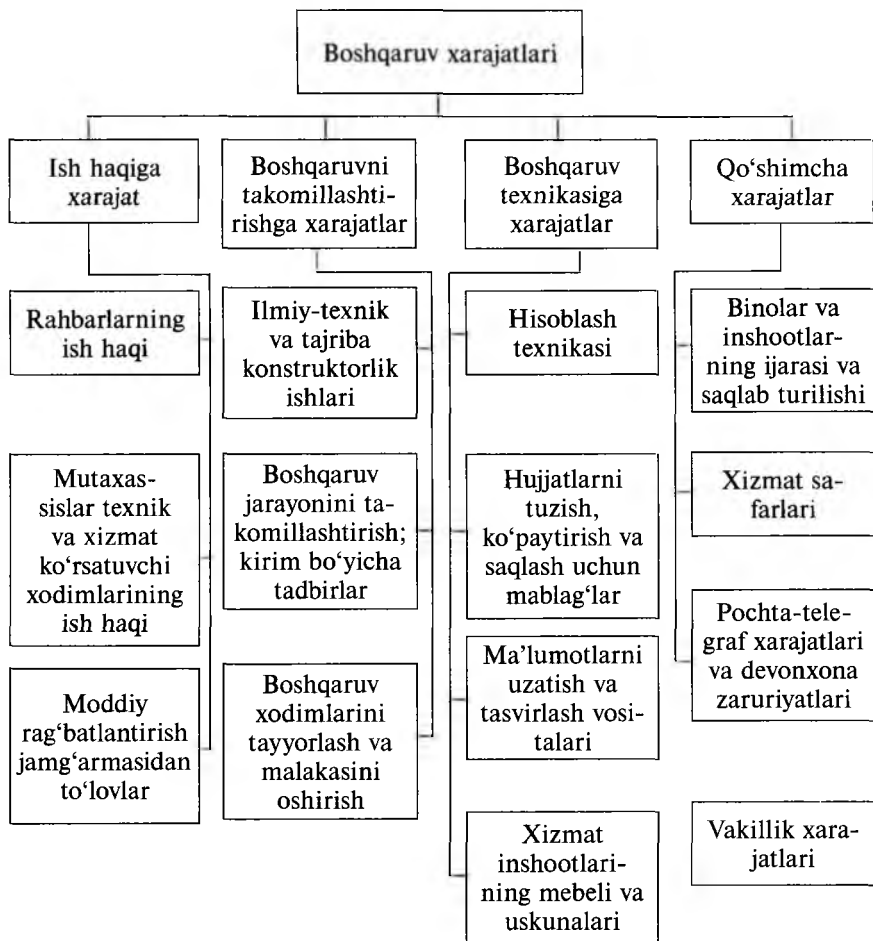 Boshqaruv xarajatlari
Ish haqiga
xarajat
Boshqaruvni
takomillashti-
rishga xarajatlar
Boshqaruv
texnikasiga
xarajatlar
Qo‘shimcha
xarajatlar
Rahbarlarning
ish haqi
Ilmiy-texnik
va tajriba
konstruktorlik
ishlari
Hisoblash
texnikasi
Binolar va
inshootlar-
ning ijarasi va
saqlab turilishi
Mutaxas-
sislar texnik
va xizmat
ko‘rsatuvchi
xodimlarining
ish haqi
Boshqaruv
jarayonini ta-
komillashtirish;
kirim bo‘yicha
tadbirlar
Hujjatlarni
tuzish,
ko‘paytirish va
saqlash uchun
mablag‘lar
Xizmat sa-
farlari
Moddiy
rag‘batlantirish
jamg‘armasidan
to‘lovlar
Boshqaruv
xodimlarini
tayyorlash va
malakasini
oshirish
Ma’lumotlarni
uzatish va
tasvirlash vosi-
talari
Pochta-tele-
graf xarajatlari
va devonxona
zaruriyatlari
Xizmat
inshootlari-
ning mebeli va
uskunalari
Vakillik xara-
jatlari